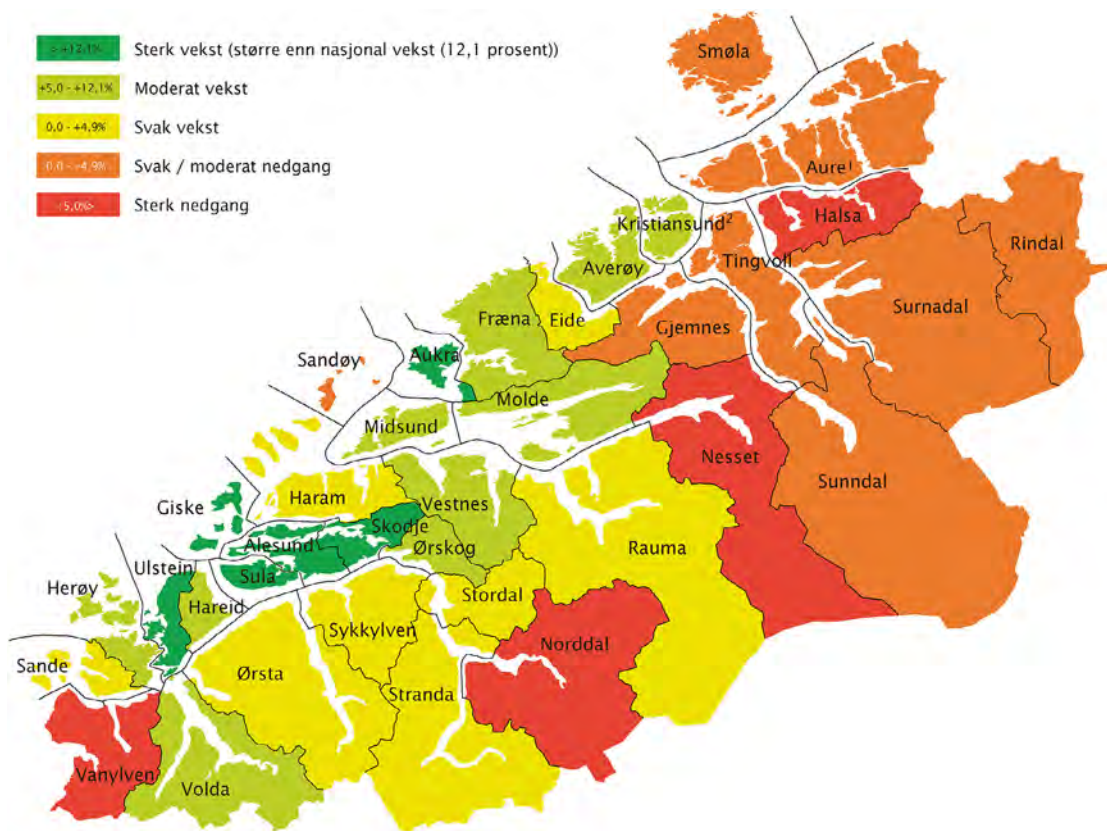 > +12,1% Sterk vekst (større enn nasjonal vekst (12,1 prosent))
+5,0 - +12,1% Moderat vekst
0,0 - +4,9% Svak vekst
Svak / moderat nedgang
Sterk nedgang
Smøla
Aure¹
Halsa
Kristiansund²
Rindal
Averøy
Tingvoll
Surnadal
Fræna
Eide
Gjemnes
Aukra
Sandøy
Molde
Midsund
Nesset
Sunndal
Haram
Vestnes
Giske
Skodje
Ålesund
Ørskog
Rauma
Ulstein
Sula
Herøy
Hareid
Stordal
Sykkylven
Norddal
Sande
Ørsta
Stranda
Vanylven
Volda